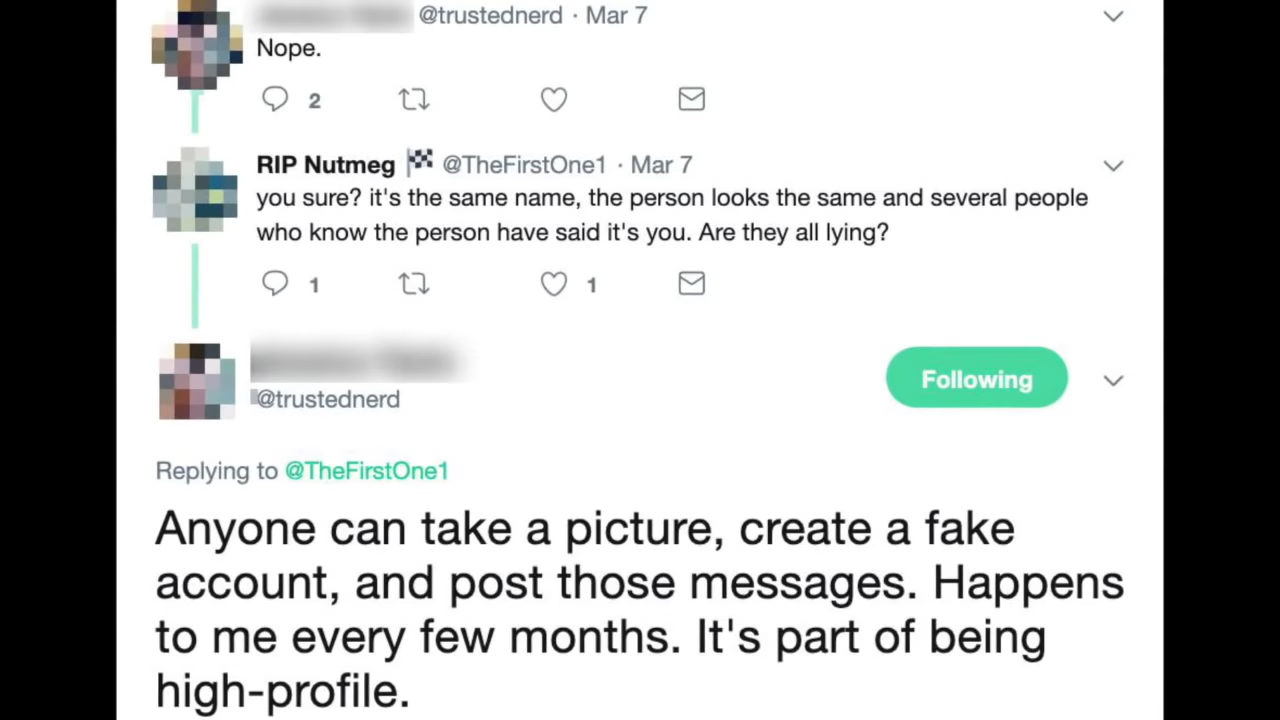 @trustednerd · Mar 7
Nope.
2
RIP Nutmeg @TheFirstOne1 · Mar 7
you sure? it's the same name, the person looks the same and several people
who know the person have said it's you. Are they all lying?
1 1
@trustednerd
Following
Replying to @TheFirstOne1
Anyone can take a picture, create a fake
account, and post those messages. Happens
to me every few months. It's part of being
high-profile.